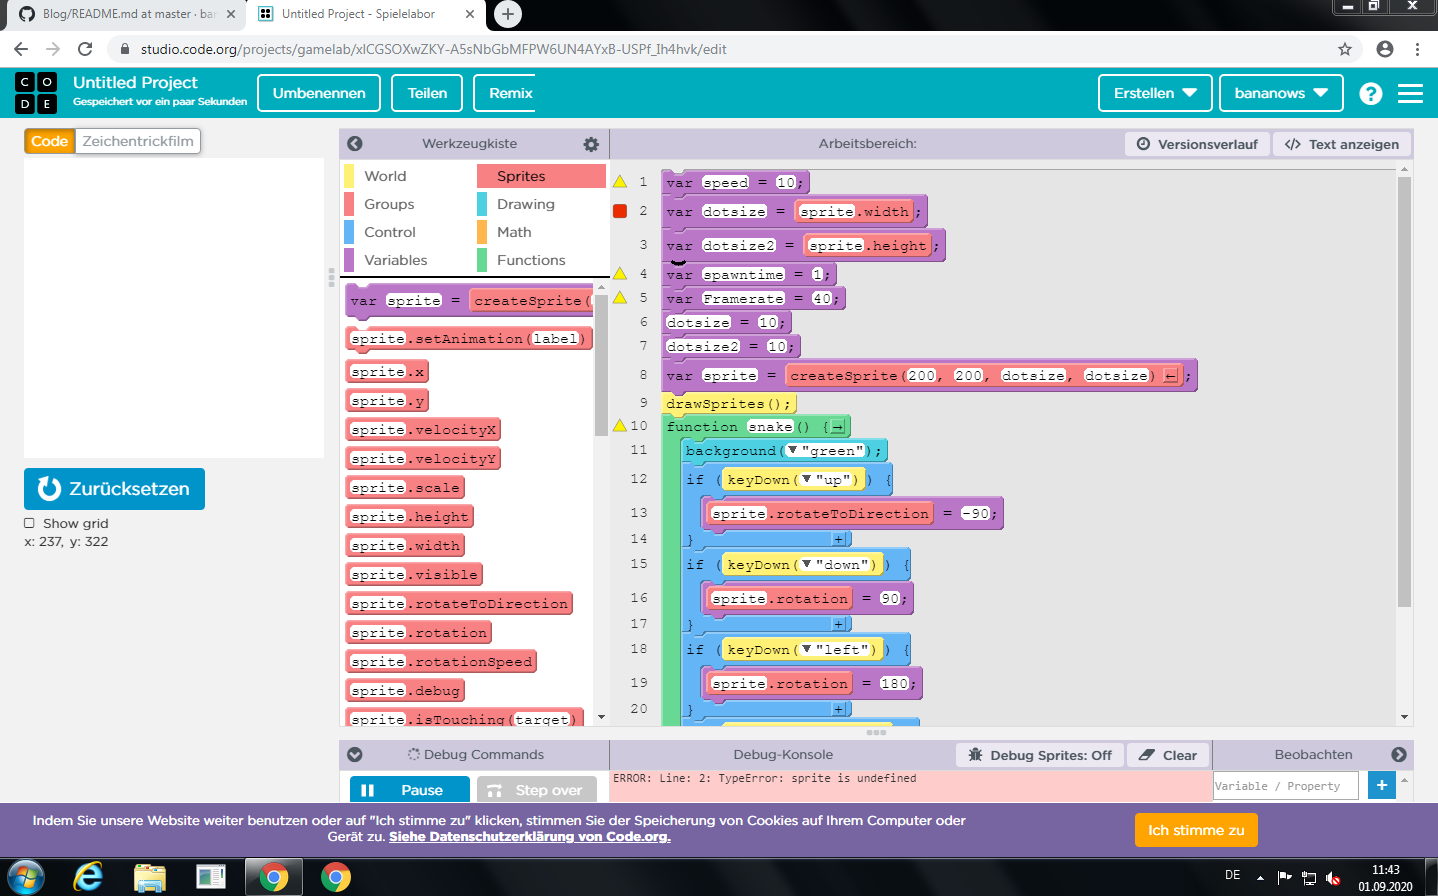 Blog/README.md at master · ban
Untitled Project - Spielelabor
studio.code.org/projects/gamelab/xlCGSOXwZKY-A5sNbGbMFPW6UN4AYxB-USPf_Ih4hvk/edit
C O D E
Untitled Project
Gespeichert vor ein paar Sekunden
Umbenennen
Teilen
Remix
Erstellen
bananows
?
Code
Zeichentrickfilm
Zurücksetzen
Show grid
x: 237, y: 322
Werkzeugkiste
World
Sprites
Groups
Drawing
Control
Math
Variables
Functions
var sprite = createSprite(
sprite.setAnimation(label)
sprite.x
sprite.y
sprite.velocityX
sprite.velocityY
sprite.scale
sprite.height
sprite.width
sprite.visible
sprite.rotateToDirection
sprite.rotation
sprite.rotationSpeed
sprite.debug
sprite.isTouching(target)
Arbeitsbereich:
Versionsverlauf
</> Text anzeigen
1 var speed = 10;
2 var dotsize = sprite.width;
3 var dotsize2 = sprite.height;
4 var spawntime = 1;
5 var Framerate = 40;
6 dotsize = 10;
7 dotsize2 = 10;
8 var sprite = createSprite(200, 200, dotsize, dotsize) ←;
9 drawSprites();
10 function snake() {→
11 background(▼"green");
12 if (keyDown(▼"up")) {
13 sprite.rotateToDirection = -90;
14 } +
15 if (keyDown(▼"down")) {
16 sprite.rotation = 90;
17 } +
18 if (keyDown(▼"left")) {
19 sprite.rotation = 180;
20 } +
Debug Commands
Debug-Konsole
Debug Sprites: Off
Clear
Beobachten
Pause
Step over
ERROR: Line: 2: TypeError: sprite is undefined
Variable / Property
+
Indem Sie unsere Website weiter benutzen oder auf "Ich stimme zu" klicken, stimmen Sie der Speicherung von Cookies auf Ihrem Computer oder
Gerät zu. Siehe Datenschutzerklärung von Code.org.
Ich stimme zu
DE
11:43
01.09.2020